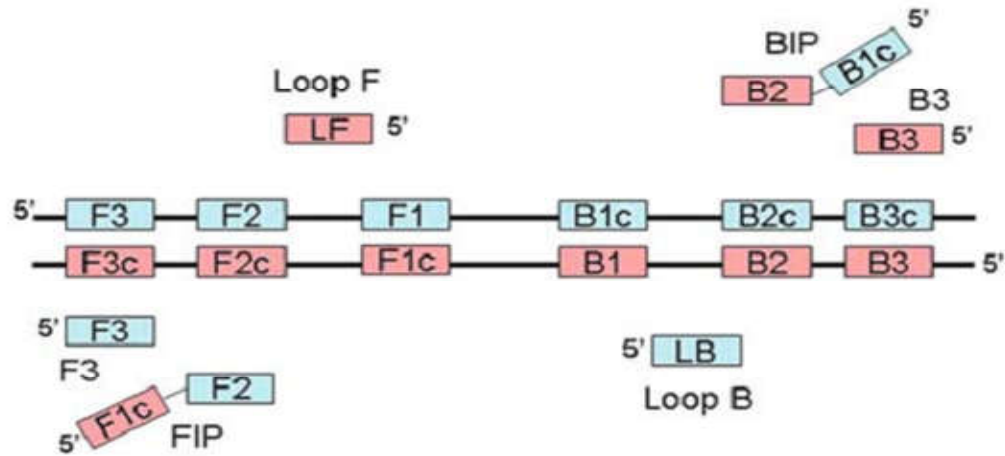 5'
BIP
B1c
Loop F
B2
B3
LF 5'
B3 5'
5' F3 F2 F1 B1c B2c B3c
F3c F2c F1c B1 B2 B3 5'
5' F3
5' LB
F3
F1c F2
Loop B
5' FIP